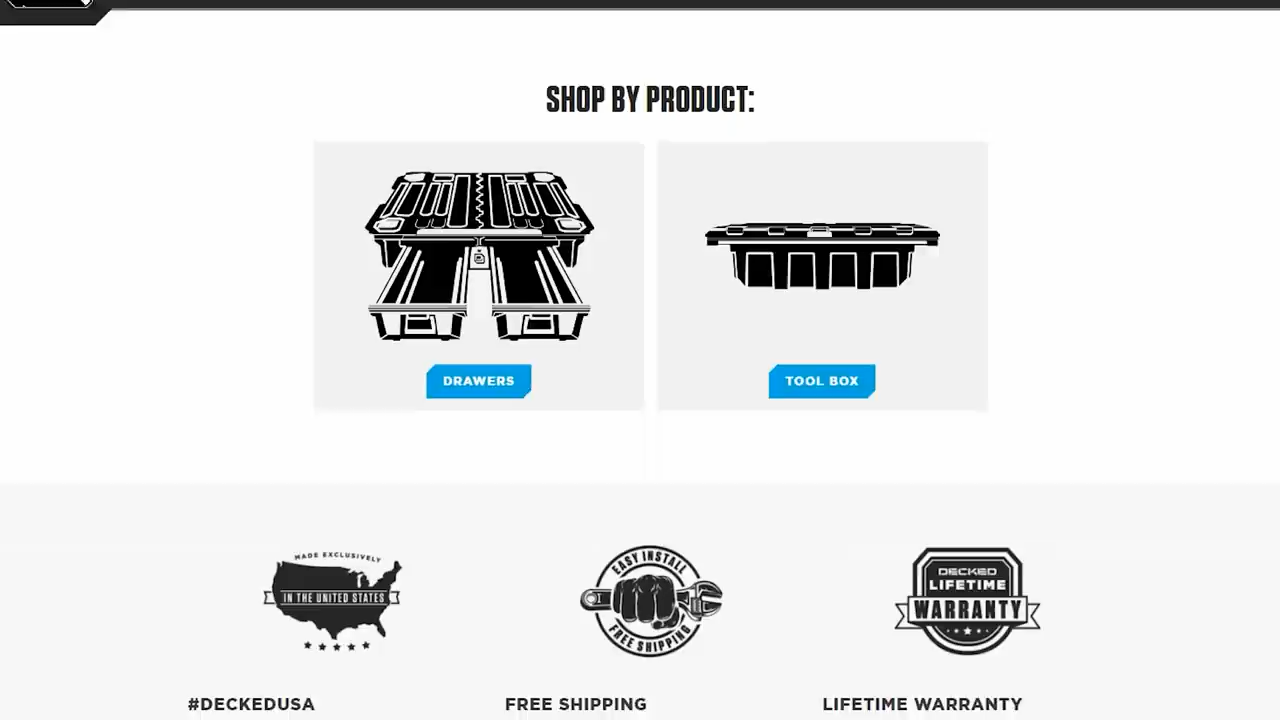 SHOP BY PRODUCT:
DRAWERS
TOOL BOX
MADE EXCLUSIVELY
IN THE UNITED STATES
EASY INSTALL
FREE SHIPPING
DECKED
LIFETIME
WARRANTY
#DECKEDUSA
FREE SHIPPING
LIFETIME WARRANTY